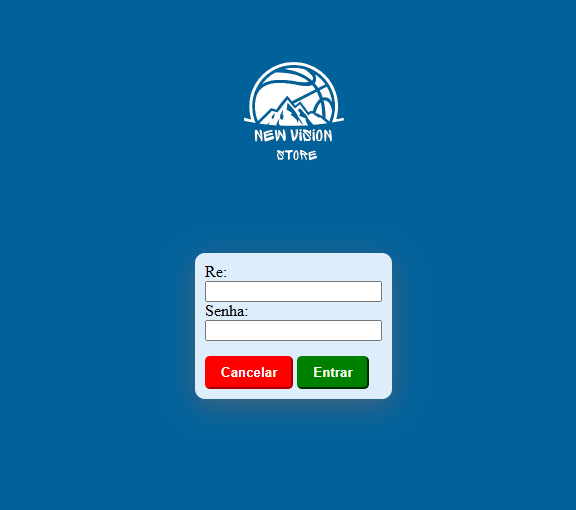 NEW VISION
STORE
Re:
Senha:
Cancelar Entrar